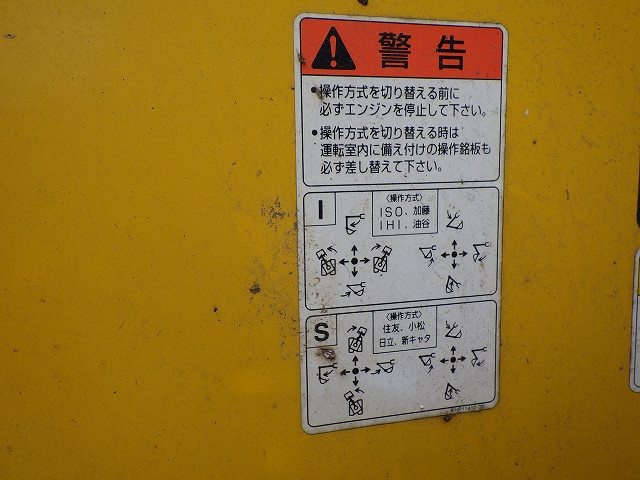 警告
●操作方式を切り替える前に
必ずエンジンを停止して下さい。
●操作方式を切り替える時は
運転室内に備え付けの操作銘板も
必ず差し替えて下さい。
I
〈操作方式〉
ISO、加藤
IHI、油谷
S
〈操作方式〉
住友、小松
日立、新キャタ